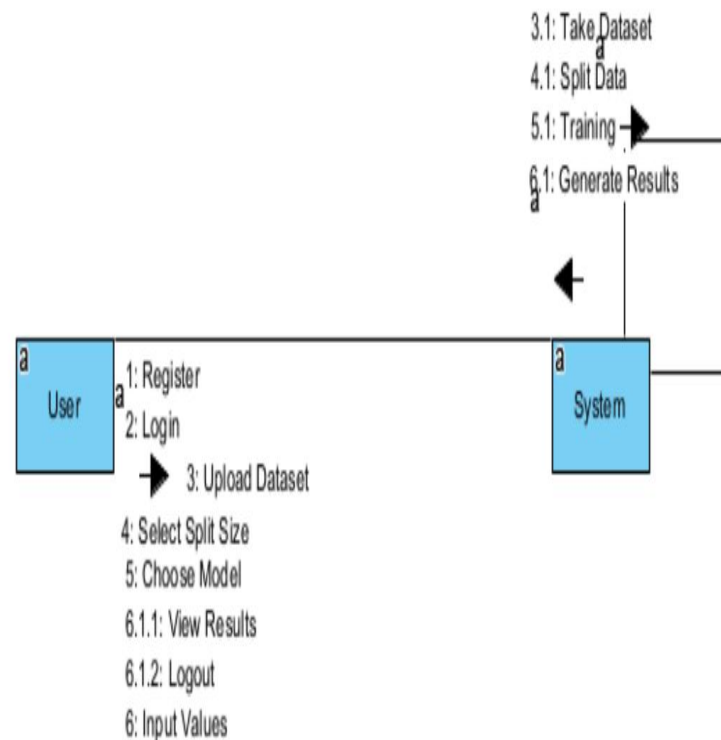 3.1: Take Dataset
a
4.1: Split Data
5.1: Training
6.1: Generate Results
a
a
User
a
1: Register
2: Login
3: Upload Dataset
4: Select Split Size
5: Choose Model
6.1.1: View Results
6.1.2: Logout
6: Input Values
a
System